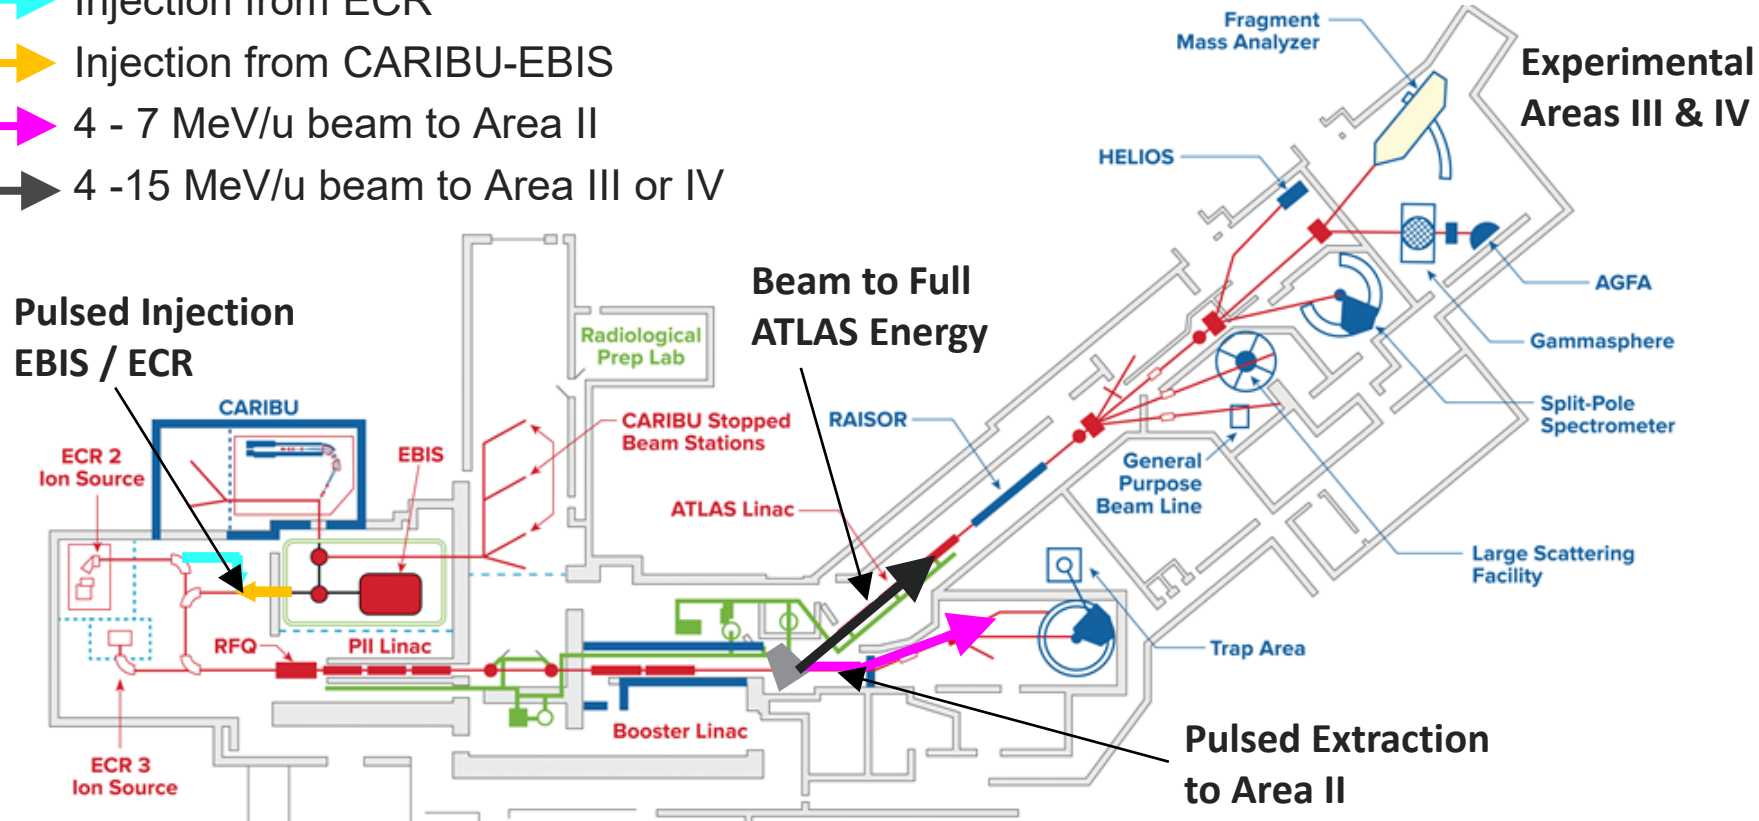 Injection from ECR
Injection from CARIBU-EBIS
4 - 7 MeV/u beam to Area II
4 -15 MeV/u beam to Area III or IV
Fragment
Mass Analyzer
Experimental
Areas III & IV
HELIOS
AGFA
Gammasphere
Split-Pole
Spectrometer
Large Scattering
Facility
Beam to Full
ATLAS Energy
Pulsed Injection
EBIS / ECR
Radiological
Prep Lab
CARIBU
CARIBU Stopped
Beam Stations
RAISOR
ECR 2
Ion Source
EBIS
General
Purpose
Beam Line
ATLAS Linac
RFQ
PII Linac
Trap Area
Booster Linac
Pulsed Extraction
to Area II
ECR 3
Ion Source